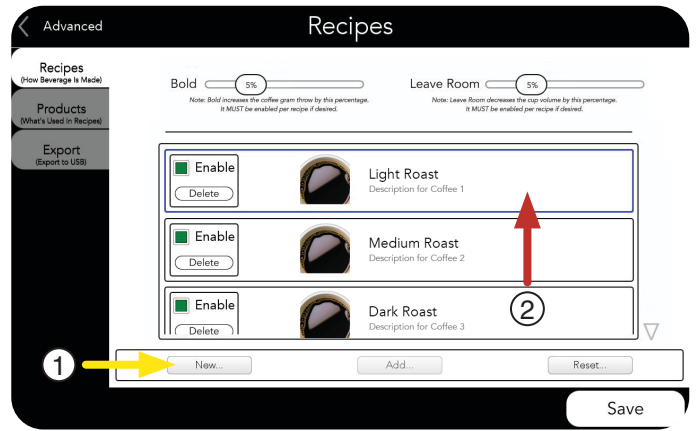 Advanced
Recipes
Recipes
(How Beverage Is Made)
Products
(What's Used In Recipes)
Export
(Export to USB)
Bold 5%
Note: Bold increases the coffee gram throw by this percentage.
It MUST be enabled per recipe if desired.
Leave Room 5%
Note: Leave Room decreases the cup volume by this percentage.
It MUST be enabled per recipe if desired.
Enable
Delete
Light Roast
Description for Coffee 1
Enable
Delete
Medium Roast
Description for Coffee 2
Enable
Delete
Dark Roast
Description for Coffee 3
2
1
New...
Add...
Reset...
Save